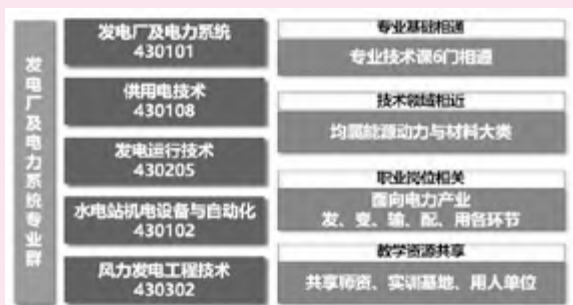 发电厂及电力系统专业群
发电厂及电力系统
430101
供用电技术
430108
发电运行技术
430205
水电站机电设备与自动化
430102
风力发电工程技术
430302
专业基础相通
专业技术课6门相通
技术领域相近
均属能源动力与材料大类
职业岗位相关
面向电力产业
发、变、输、配、用各环节
教学资源共享
共享师资、实训基地、用人单位